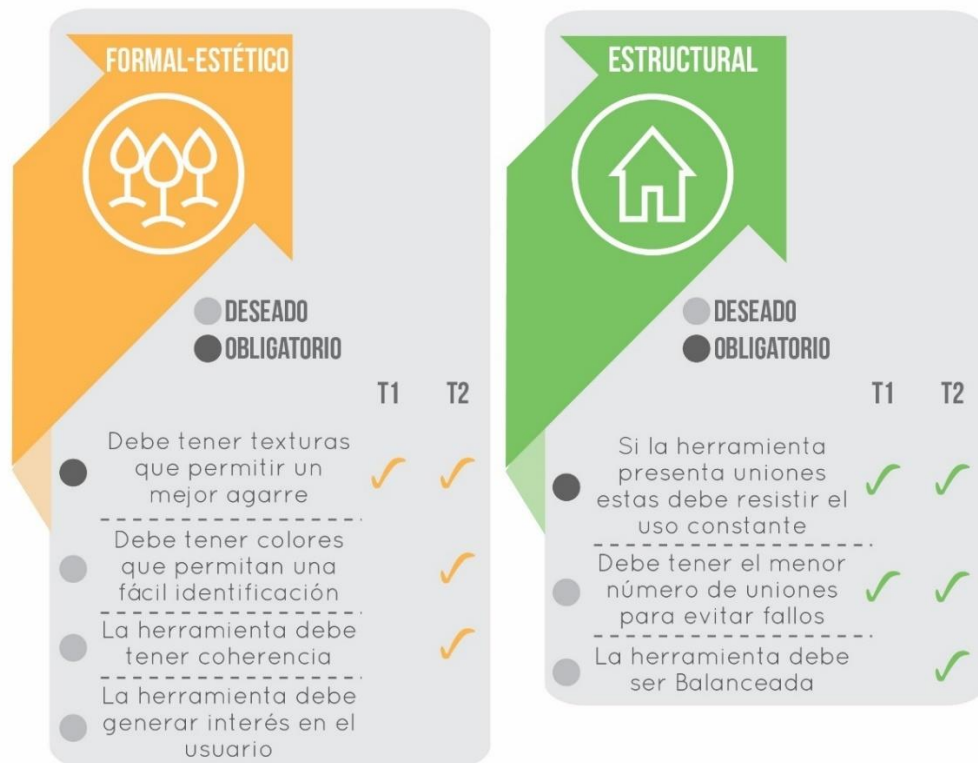 FORMAL-ESTÉTICO
DESEADO
OBLIGATORIO
T1 T2
Debe tener texturas
que permitir un
mejor agarre
Debe tener colores
que permitan una
fácil identificación
La herramienta debe
tener coherencia
La herramienta debe
generar interés en el
usuario
ESTRUCTURAL
DESEADO
OBLIGATORIO
T1 T2
Si la herramienta
presenta uniones
estas debe resistir el
uso constante
Debe tener el menor
número de uniones
para evitar fallos
La herramienta debe
ser Balanceada